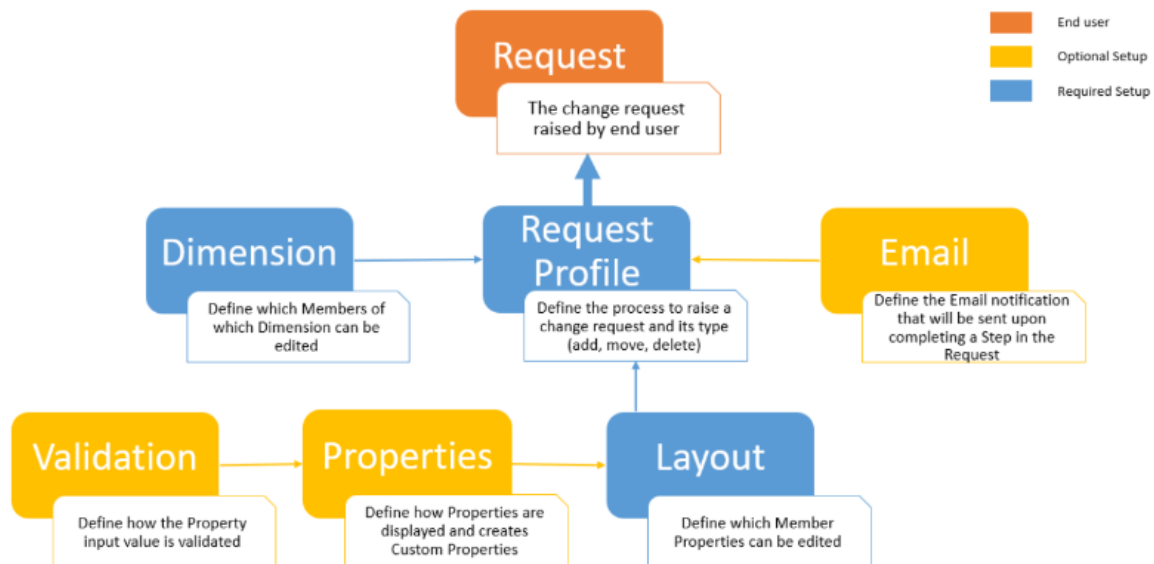 Request
The change request
raised by end user
End user
Optional Setup
Required Setup
Dimension
Define which Members of
which Dimension can be
edited
Request
Profile
Define the process to raise a
change request and its type
(add, move, delete)
Email
Define the Email notification
that will be sent upon
completing a Step in the
Request
Validation
Define how the Property
input value is validated
Properties
Define how Properties are
displayed and creates
Custom Properties
Layout
Define which Member
Properties can be edited